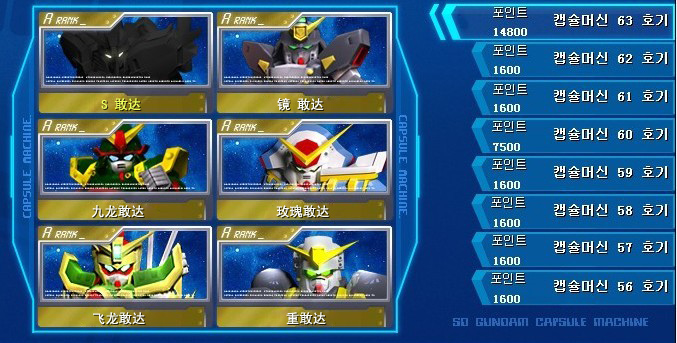 A RANK_
S 敢达
A RANK_
镜 敢达
A RANK_
九龙敢达
A RANK_
玫瑰敢达
A RANK_
飞龙敢达
A RANK_
重敢达
CAPSULE MACHINE
CAPSULE MACHINE
포인트
14800
캡슐머신 63 호기
포인트
1600
캡슐머신 62 호기
포인트
1600
캡슐머신 61 호기
포인트
7500
캡슐머신 60 호기
포인트
1600
캡슐머신 59 호기
포인트
1600
캡슐머신 58 호기
포인트
1600
캡슐머신 57 호기
포인트
1600
캡슐머신 56 호기
SD GUNDAM CAPSULE MACHINE